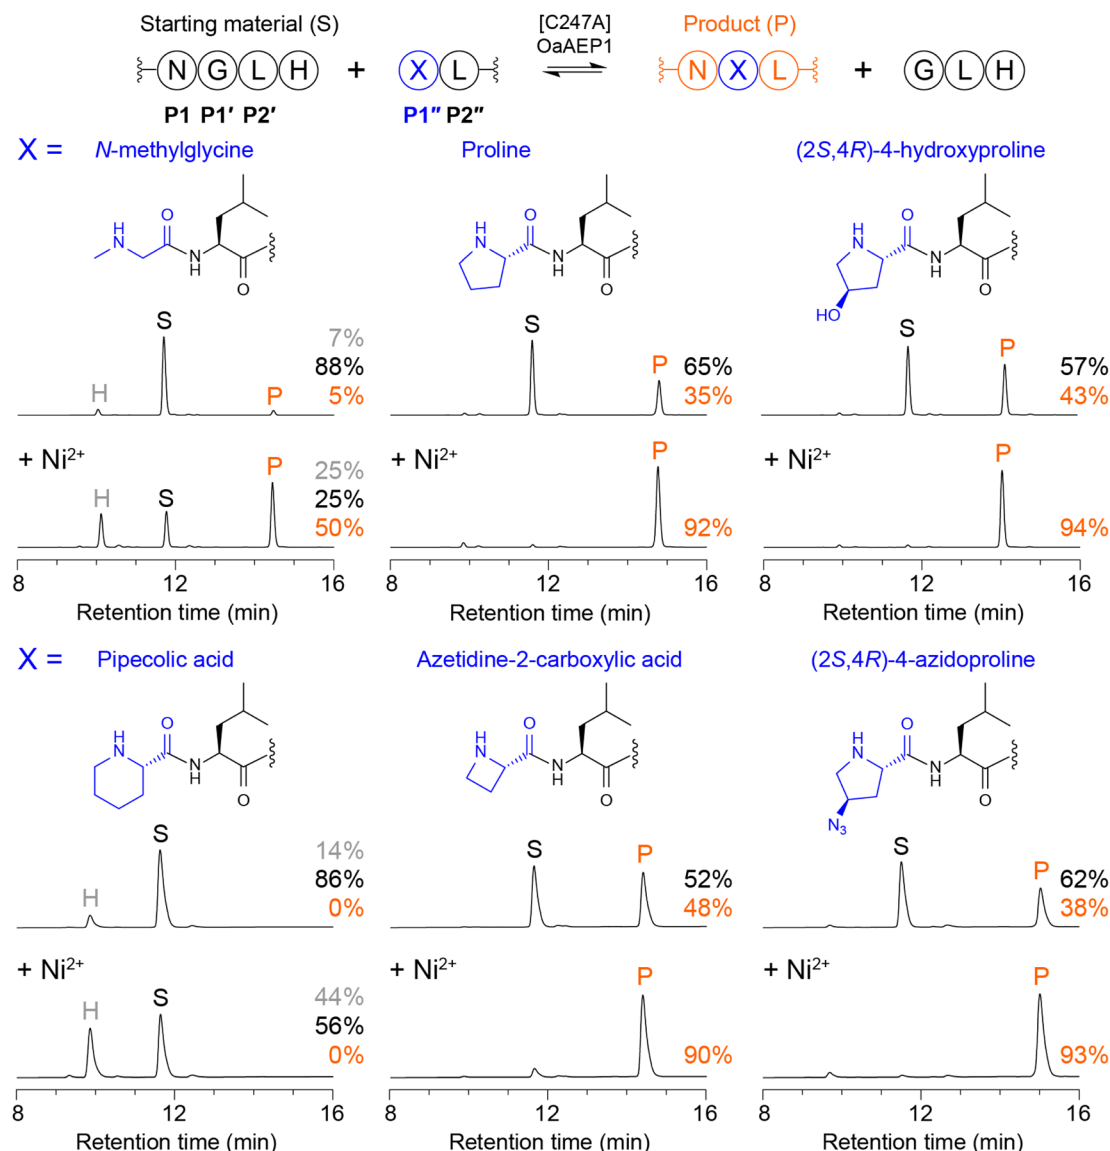 Starting material (S)
[C247A]
OaAEP1
Product (P)
N G L H + X L N X L + G L H
P1 P1′ P2′ P1″ P2″
X = N-methylglycine Proline (2S,4R)-4-hydroxyproline
H
N
O
N
H
O
H
N
O
N
H
O
H
N
O
N
H
O
HO
S
H
P
7%
88%
5%
S
P
65%
35%
S
P
57%
43%
+ Ni²⁺
H
S
P
25%
25%
50%
+ Ni²⁺
P
92%
+ Ni²⁺
P
94%
8 12 16 8 12 16 8 12 16
Retention time (min) Retention time (min) Retention time (min)
X = Pipecolic acid Azetidine-2-carboxylic acid (2S,4R)-4-azidoproline
H
N
O
N
H
O
H
N
O
N
H
O
H
N
O
N
H
O
N₃
S
H
14%
86%
0%
S
P
52%
48%
S
P
62%
38%
+ Ni²⁺
H
S
44%
56%
0%
+ Ni²⁺
P
90%
+ Ni²⁺
P
93%
8 12 16 8 12 16 8 12 16
Retention time (min) Retention time (min) Retention time (min)